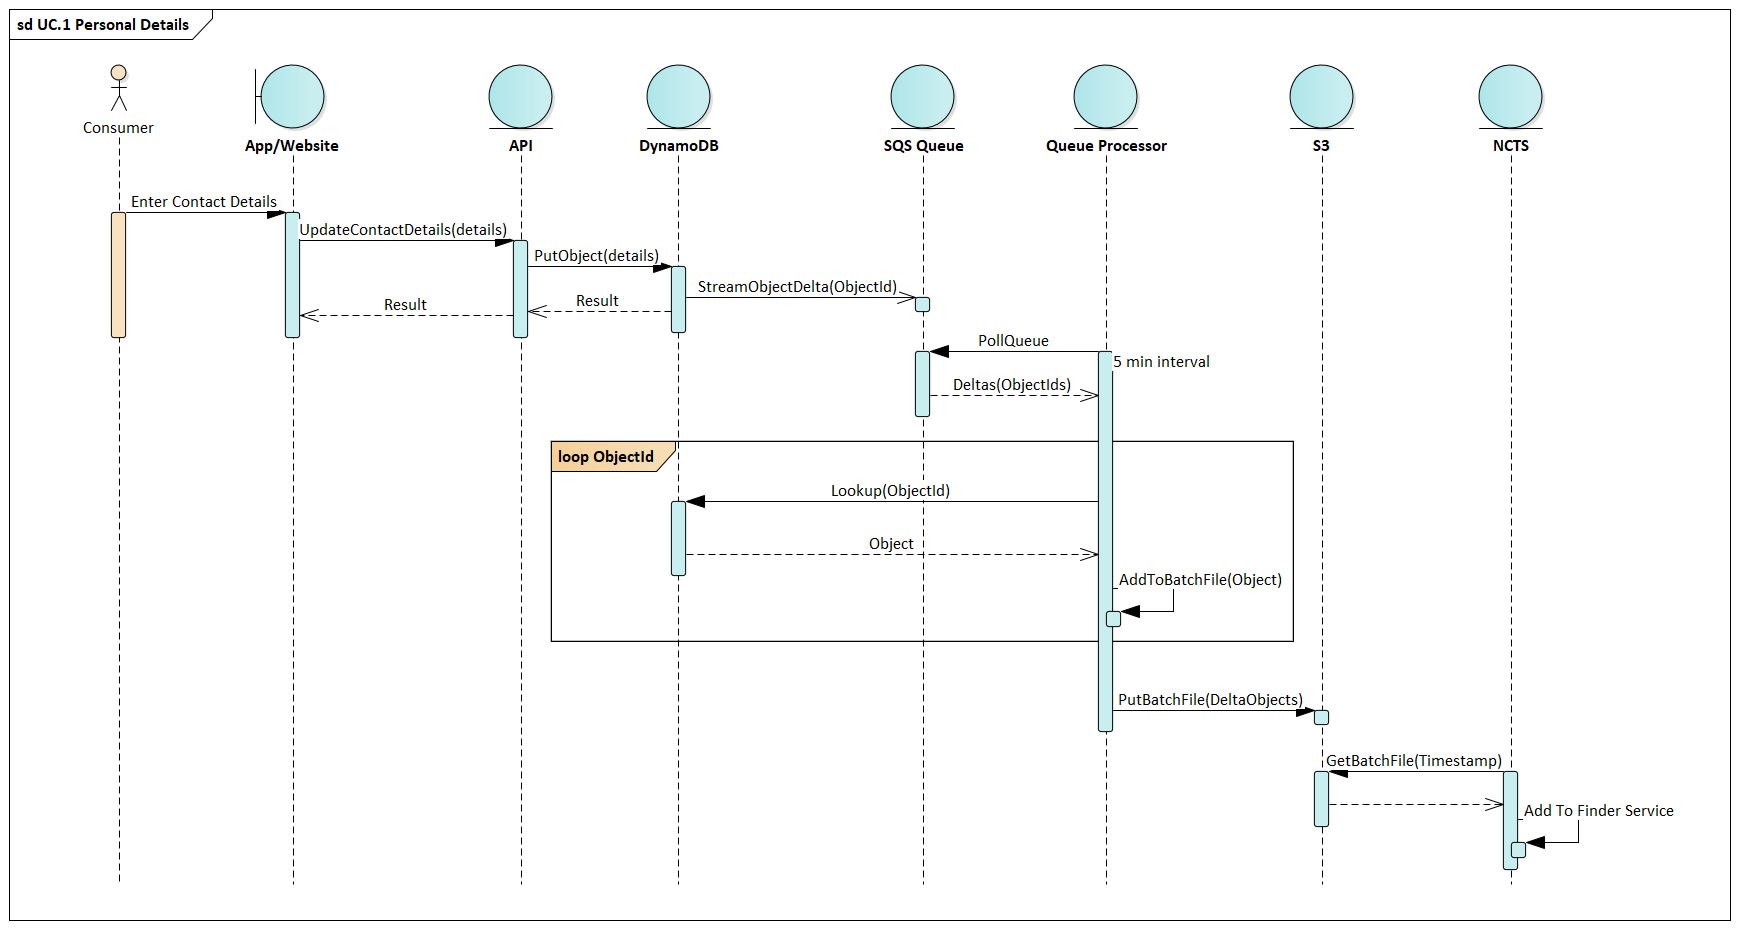 sd UC.1 Personal Details
Consumer
App/Website
API
DynamoDB
SQS Queue
Queue Processor
S3
NCTS
Enter Contact Details
UpdateContactDetails(details)
PutObject(details)
StreamObjectDelta(ObjectId)
Result
Result
PollQueue
5 min interval
Deltas(ObjectIds)
loop ObjectId
Lookup(ObjectId)
Object
AddToBatchFile(Object)
PutBatchFile(DeltaObjects)
GetBatchFile(Timestamp)
Add To Finder Service